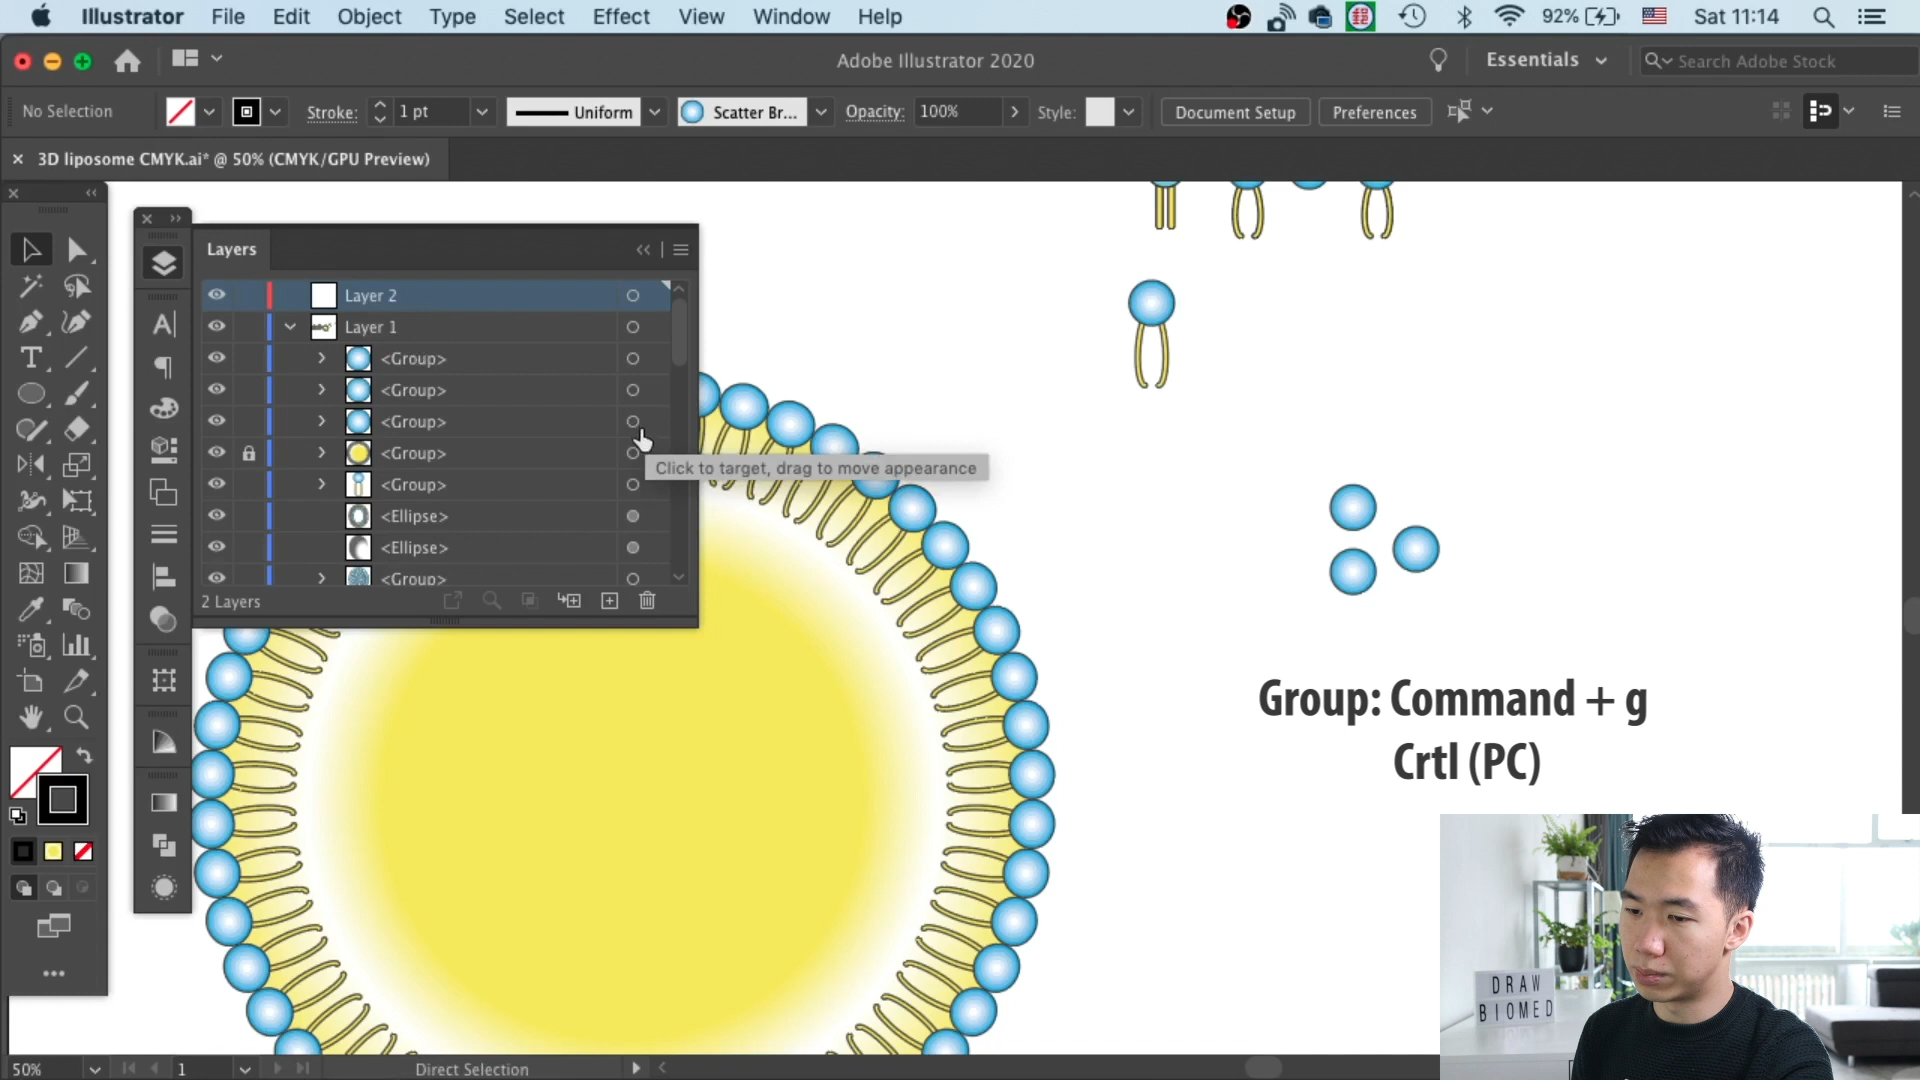 Illustrator File Edit Object Type Select Effect View Window Help
92% Sat 11:14
Adobe Illustrator 2020
Essentials
Search Adobe Stock
No Selection
Stroke: 1 pt
Uniform
Scatter Br...
Opacity: 100%
Style:
Document Setup
Preferences
3D liposome CMYK.ai* @ 50% (CMYK/GPU Preview)
Layers
Layer 2
Layer 1
<Group>
<Group>
<Group>
<Group>
Click to target, drag to move appearance
<Group>
<Ellipse>
<Ellipse>
<Group>
2 Layers
Group: Command + g
Crtl (PC)
DRAW
BIOMED
50%
1
Direct Selection